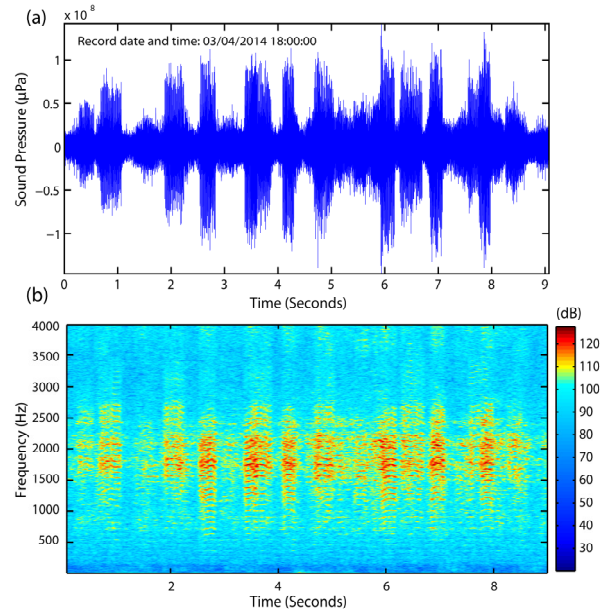 (a)
x 10 8
Record date and time: 03/04/2014 18:00:00
Sound Pressure (µPa)
1
0.5
0
−0.5
−1
0 1 2 3 4 5 6 7 8 9
Time (Seconds)
(b)
(dB)
Frequency (Hz)
4000
3500
3000
2500
2000
1500
1000
500
2 4 6 8
Time (Seconds)
120
110
100
90
80
70
60
50
40
30